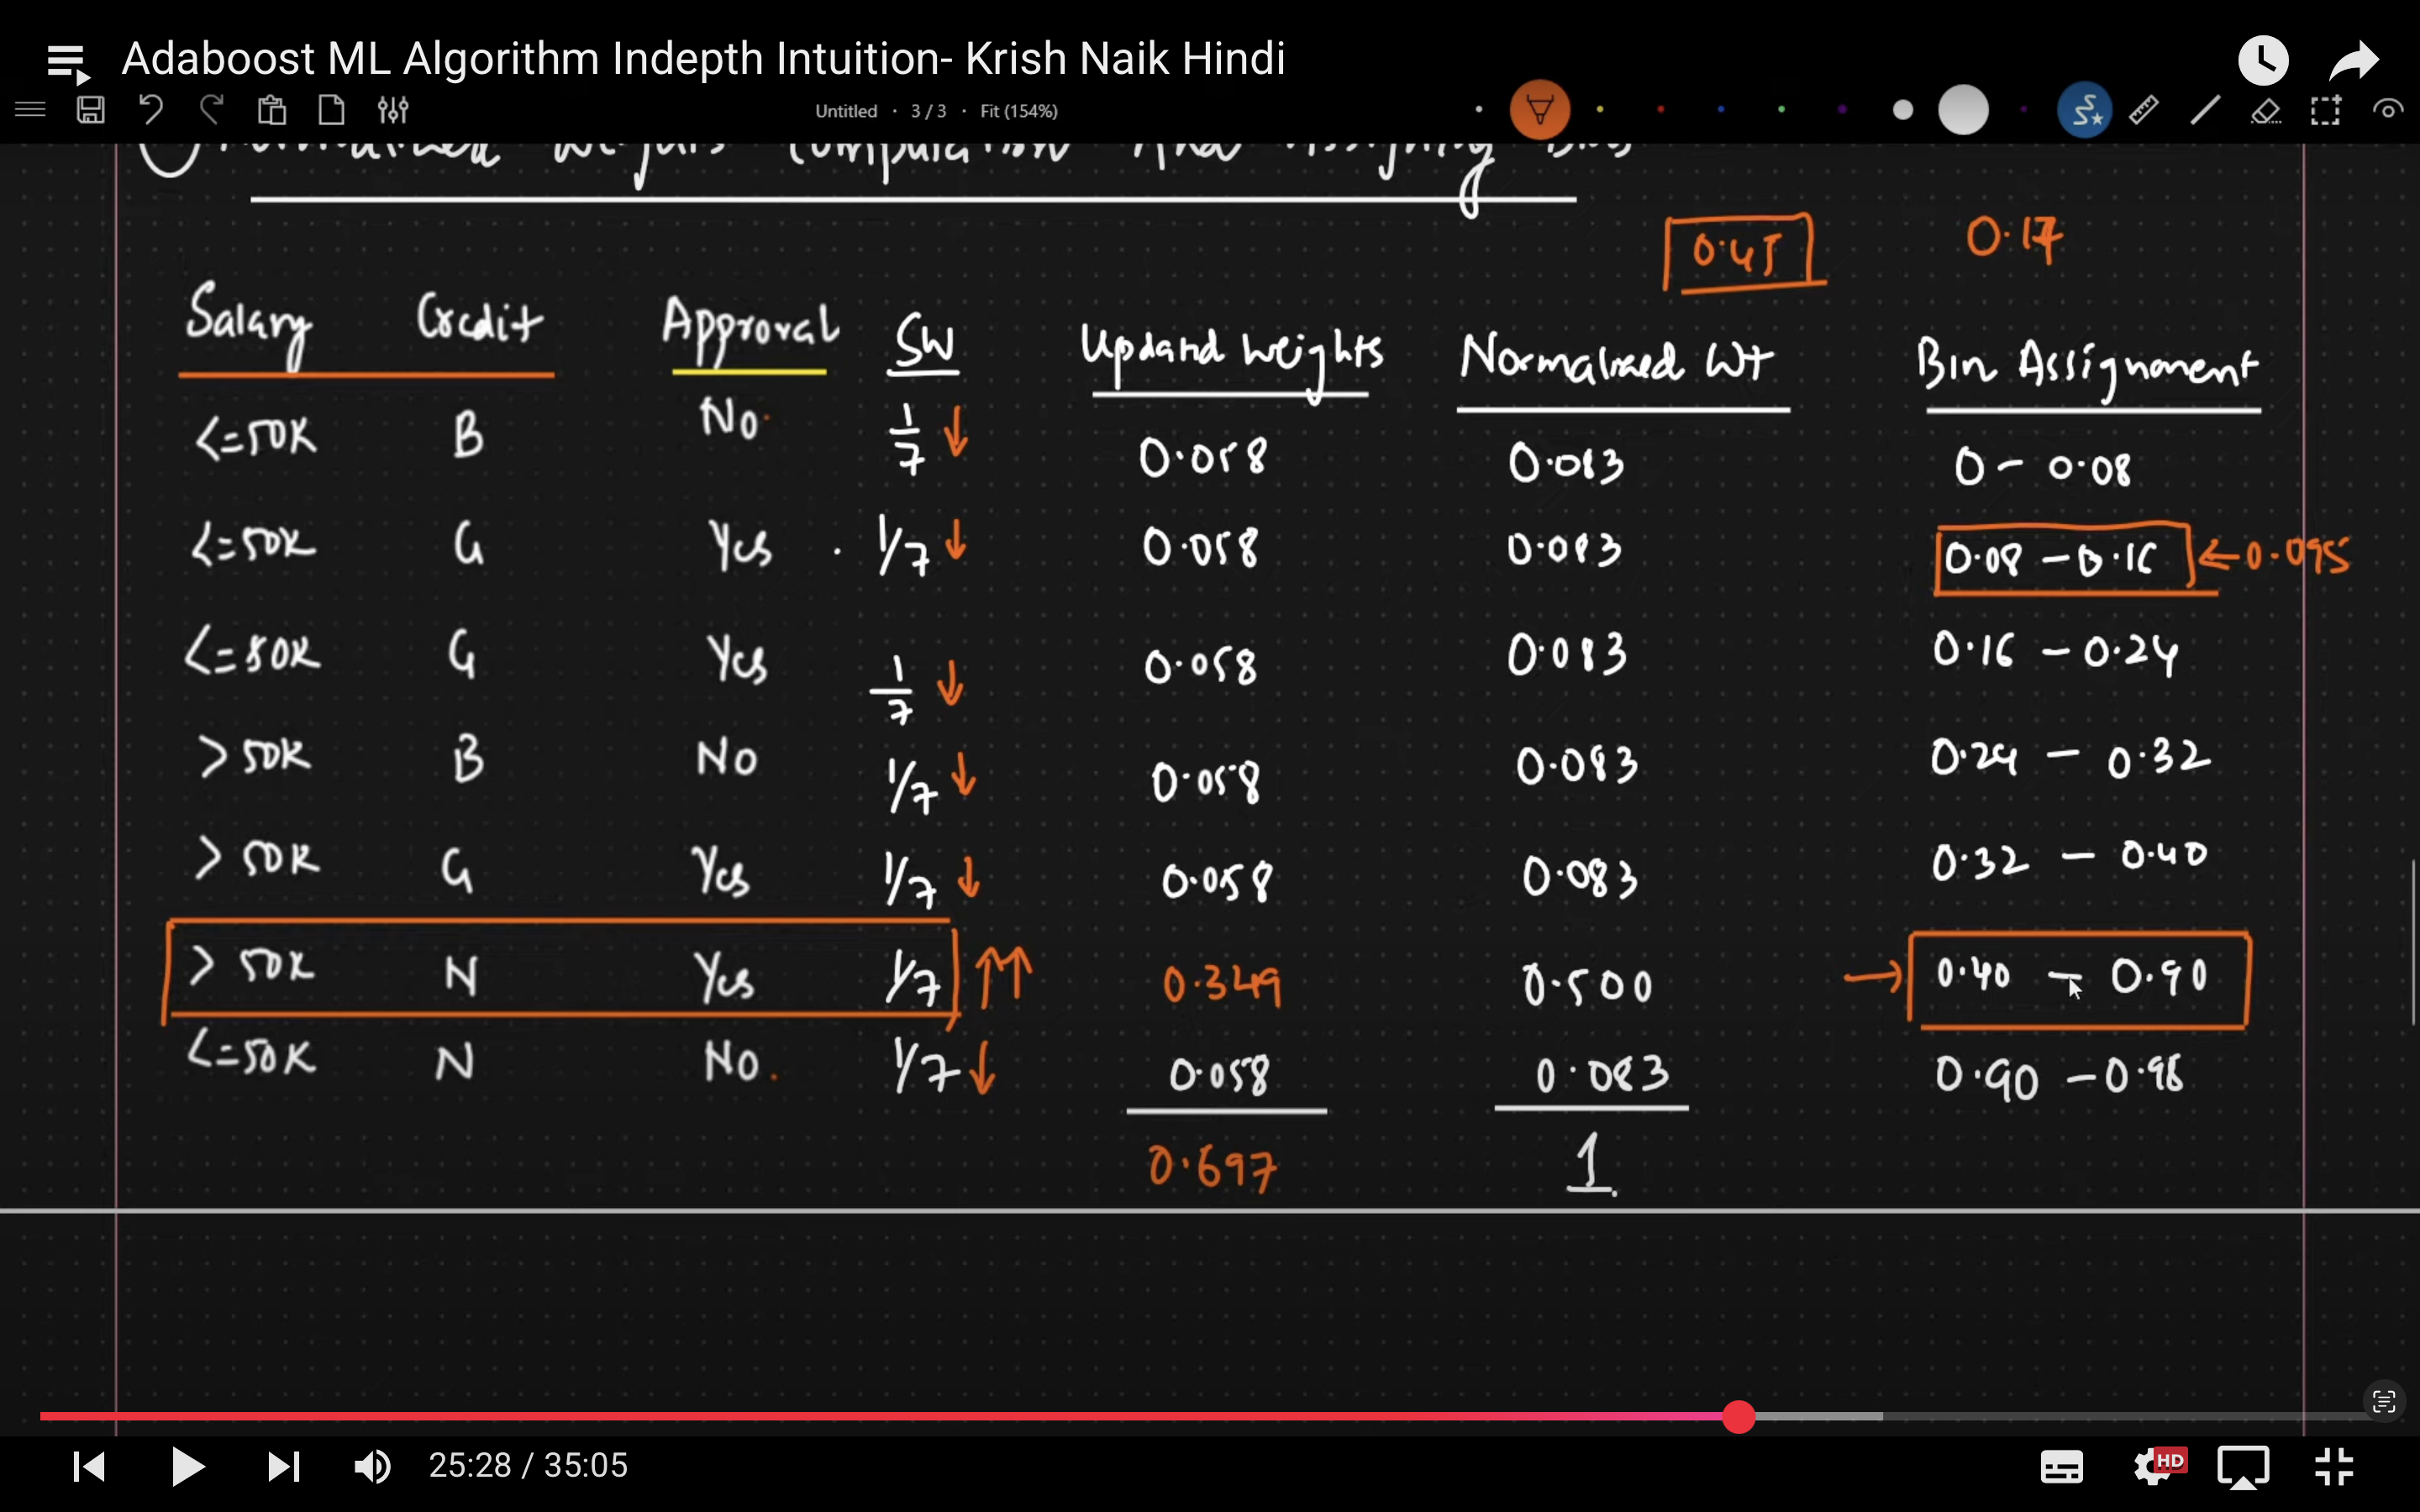 Adaboost ML Algorithm Indepth Intuition- Krish Naik Hindi
Untitled · 3 / 3 · Fit (154%)
Normalized Weights Computation And Assigning Bins
0.45 0.17
Salary Credit Approval SW Updated Weights Normalized Wt Bin Assignment
<=50K B No 1/7 ↓ 0.058 0.083 0 - 0.08
<=50K G Yes 1/7 ↓ 0.058 0.083 0.08 - 0.16 ← 0.095
<=50K G Yes 1/7 ↓ 0.058 0.083 0.16 - 0.24
>50K B No 1/7 ↓ 0.058 0.083 0.24 - 0.32
>50K G Yes 1/7 ↓ 0.058 0.083 0.32 - 0.40
>50K N Yes 1/7 ↑↑ 0.349 0.500 → 0.40 - 0.90
<=50K N No 1/7 ↓ 0.058 0.083 0.90 - 0.98
0.697 1
25:28 / 35:05
HD